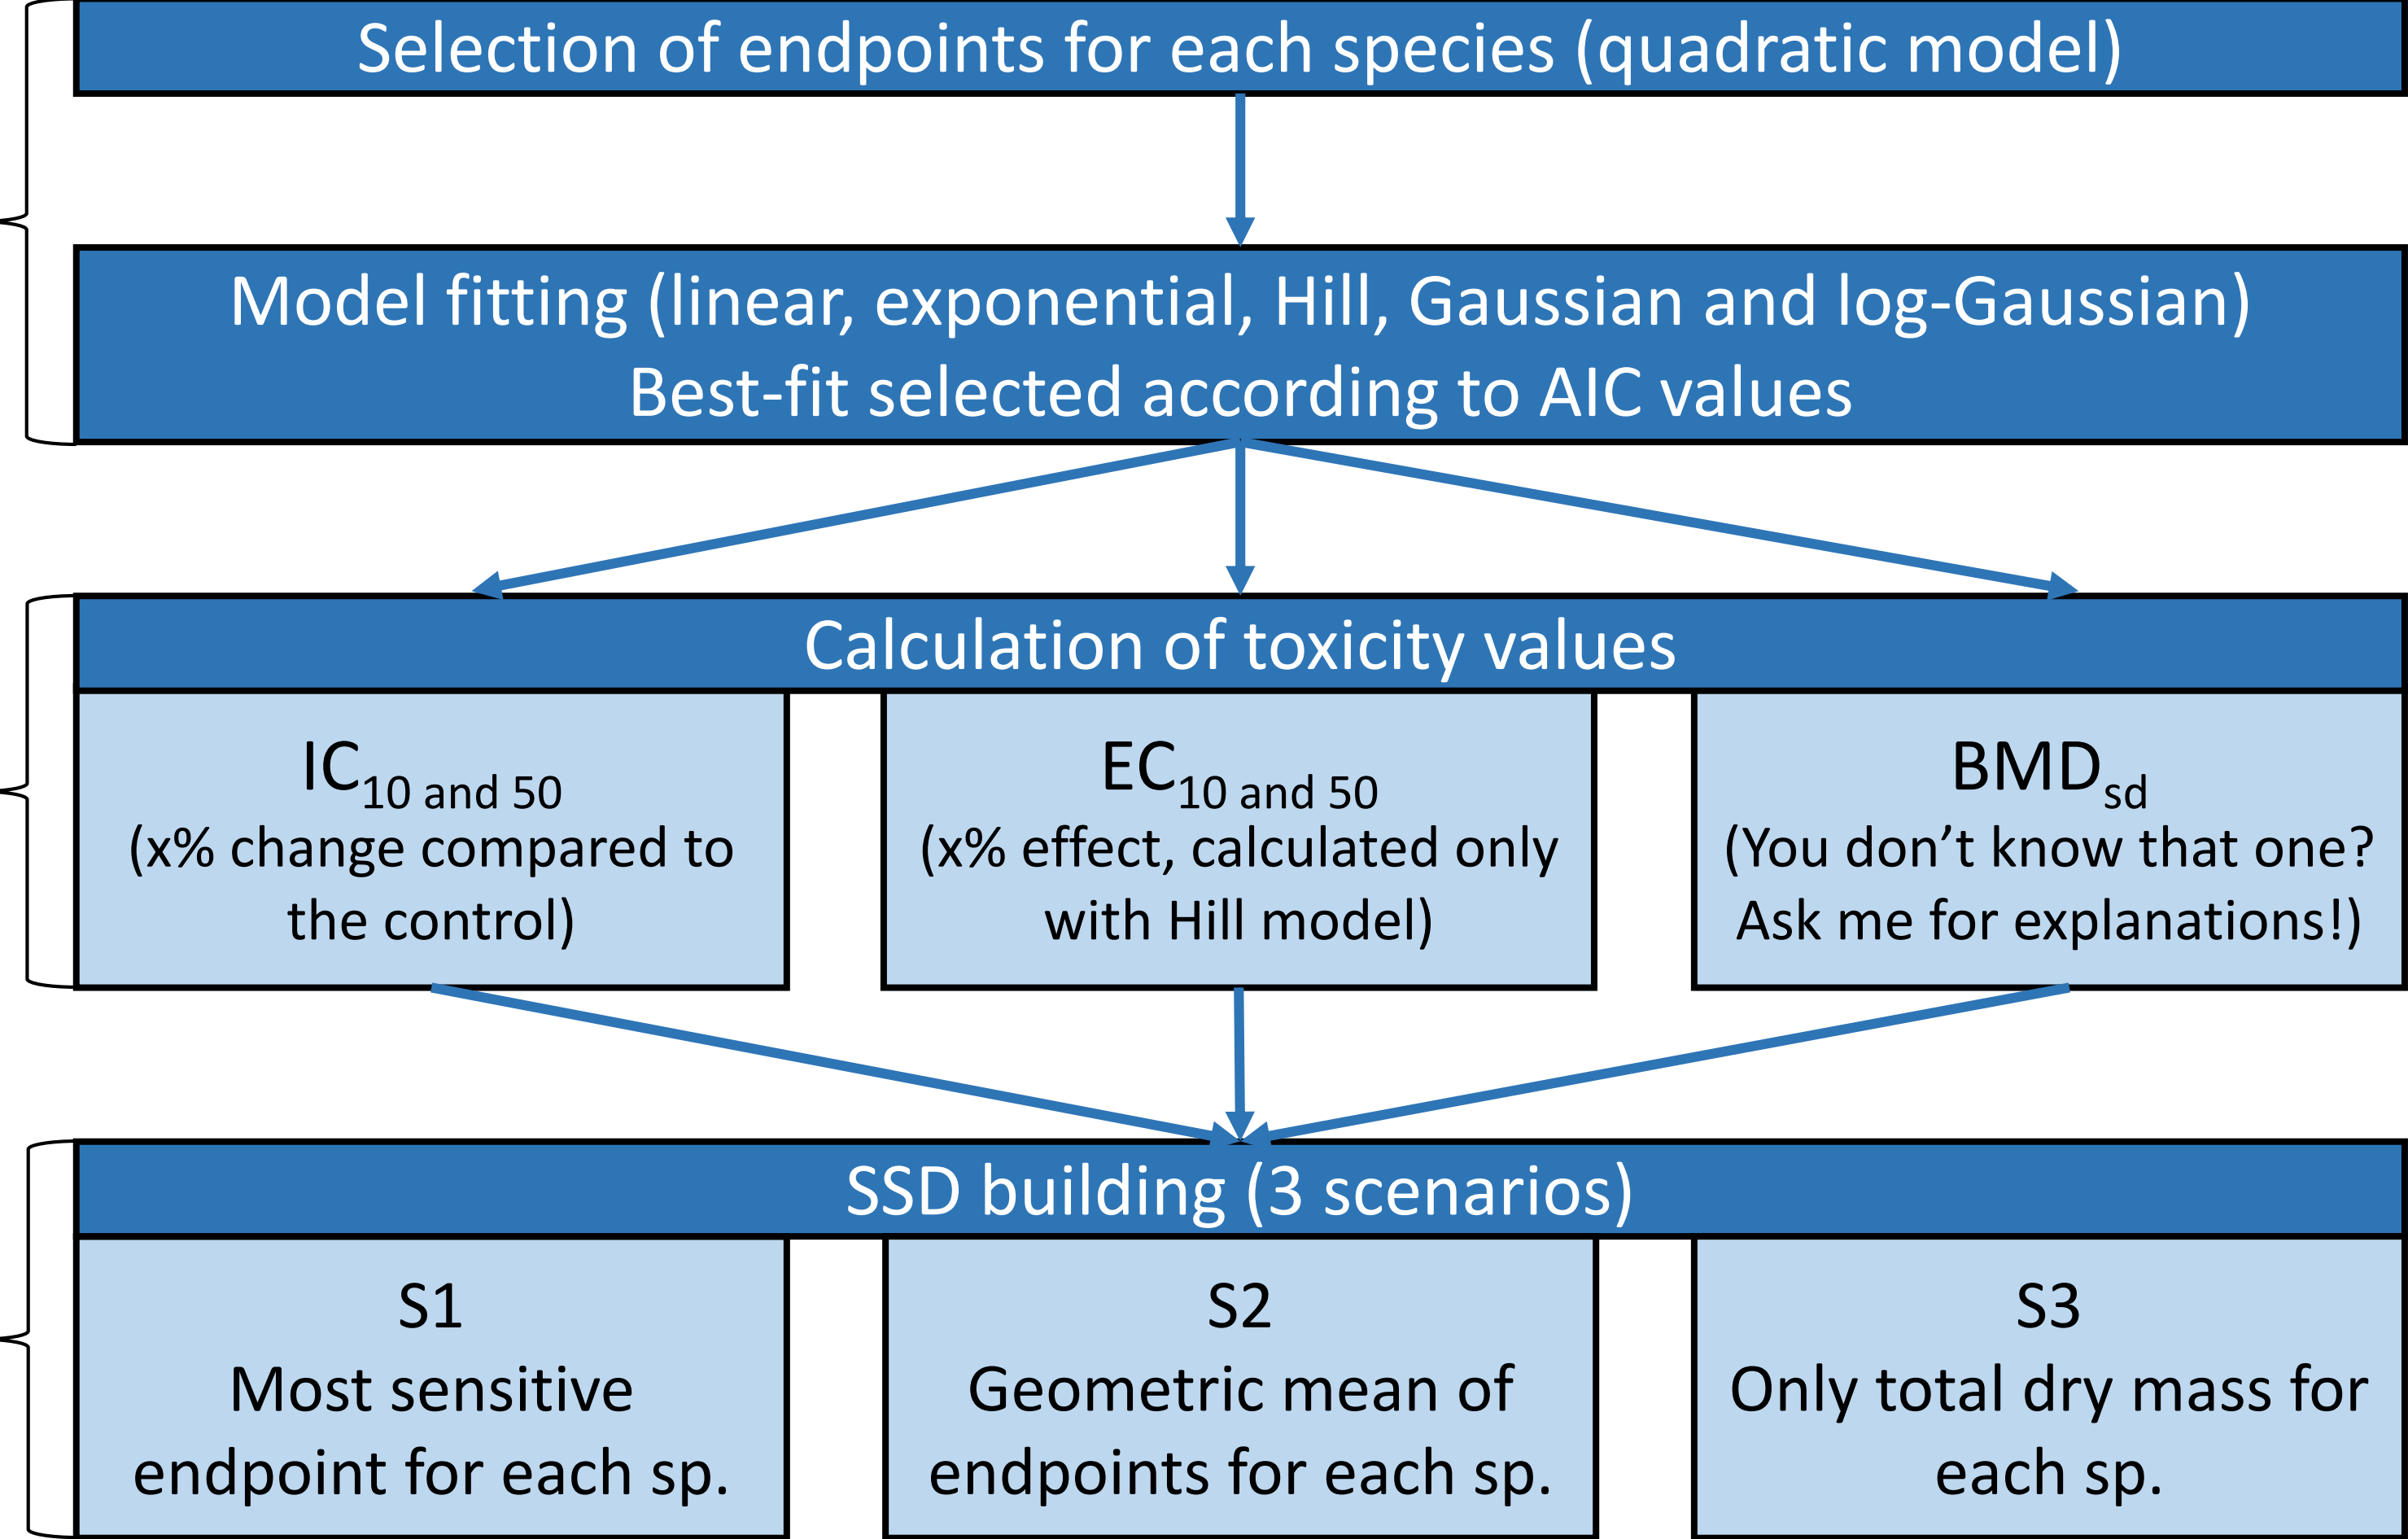 Selection of endpoints for each species (quadratic model)
Model fitting (linear, exponential, Hill, Gaussian and log-Gaussian)
Best-fit selected according to AIC values
Calculation of toxicity values
IC10 and 50
(x% change compared to
the control)
EC10 and 50
(x% effect, calculated only
with Hill model)
BMDsd
(You don’t know that one?
Ask me for explanations!)
SSD building (3 scenarios)
S1
Most sensitive
endpoint for each sp.
S2
Geometric mean of
endpoints for each sp.
S3
Only total dry mass for
each sp.